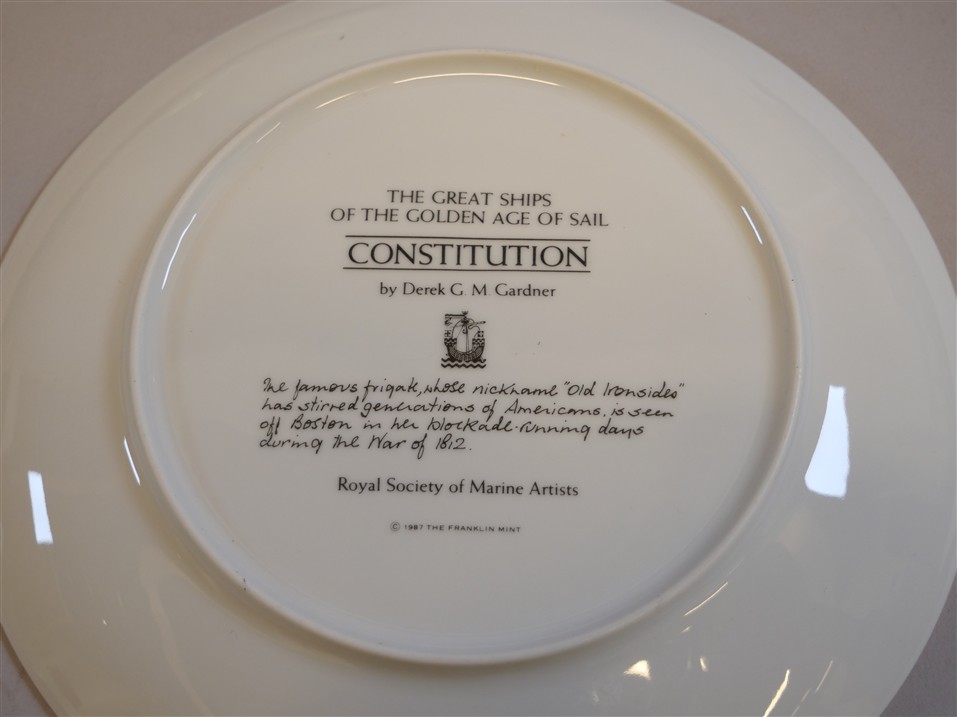 THE GREAT SHIPS
OF THE GOLDEN AGE OF SAIL
CONSTITUTION
by Derek G. M. Gardner
The famous frigate, whose nickname "Old Ironsides"
has stirred generations of Americans, is seen
off Boston in her blockade-running days
during the War of 1812.
Royal Society of Marine Artists
© 1987 THE FRANKLIN MINT